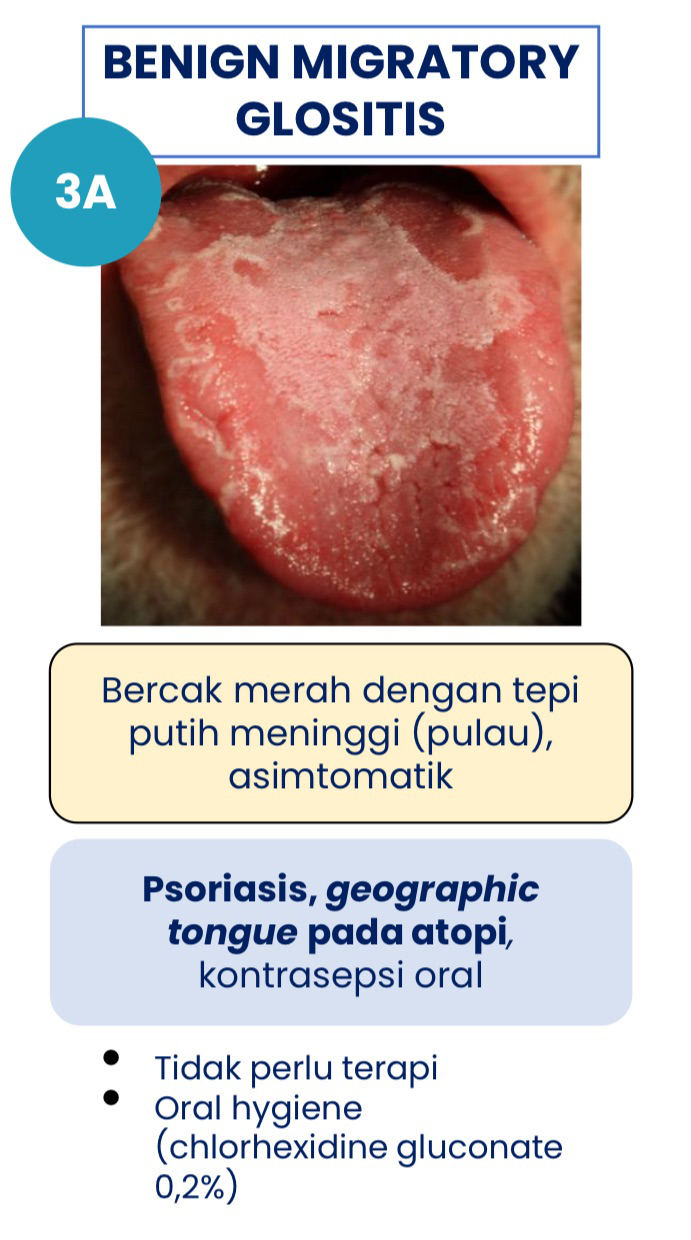 BENIGN MIGRATORY
GLOSITIS
3A
Bercak merah dengan tepi
putih meninggi (pulau),
asimtomatik
Psoriasis, geographic
tongue pada atopi,
kontrasepsi oral
• Tidak perlu terapi
• Oral hygiene
(chlorhexidine gluconate
0,2%)